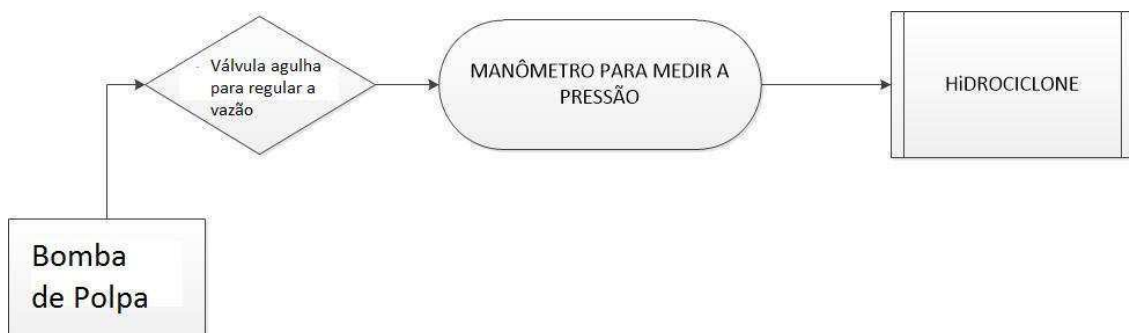 Válvula agulha
para regular a
vazão
MANÔMETRO PARA MEDIR A
PRESSÃO
HiDROCICLONE
Bomba
de Polpa